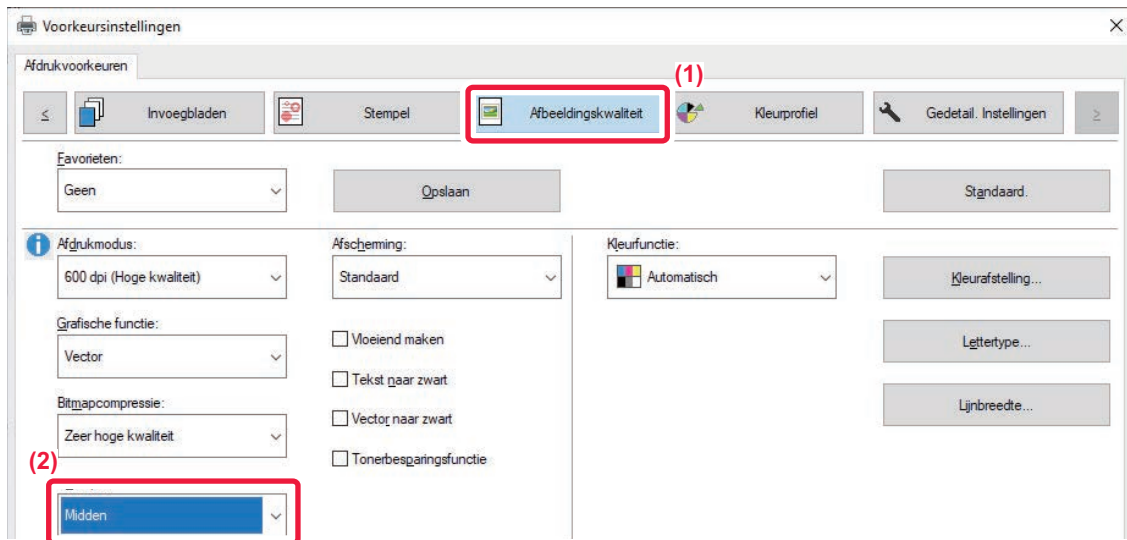 Voorkeursinstellingen
Afdrukvoorkeuren
(1)
≤ Invoegbladen Stempel Afbeeldingskwaliteit Kleurprofiel Gedetail. Instellingen ≥
Favorieten:
Geen Opslaan Standaard.
Afdrukmodus: Afscherming: Kleurfunctie:
600 dpi (Hoge kwaliteit) Standaard Automatisch Kleurafstelling...
Grafische functie:
Vloeiend maken Lettertype...
Vector
Tekst naar zwart
Bitmapcompressie: Lijnbreedte...
Vector naar zwart
Zeer hoge kwaliteit
Tonerbesparingsfunctie
(2)
Midden